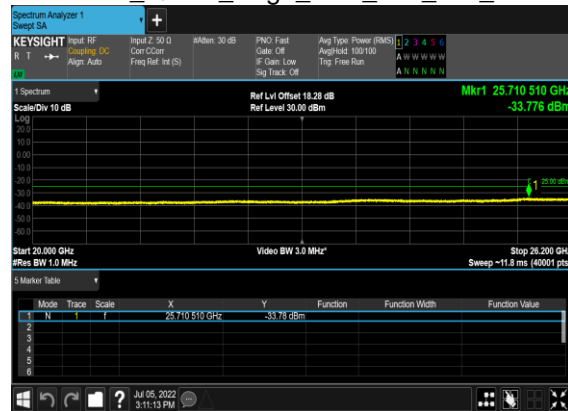 Spectrum Analyzer 1
Swept SA
+
KEYSIGHT Input: RF Input Z: 50 Ω #Atten: 30 dB PNO: Fast Avg Type: Power (RMS) 1 2 3 4 5 6
R T Coupling: DC Corr CCorr Gate: Off Avg|Hold: 100/100 A W W W W W
Align: Auto Freq Ref: Int (S) IF Gain: Low Trig: Free Run
LXI Sig Track: Off A N N N N N
1 Spectrum Ref Lvl Offset 18.28 dB Mkr1 25.710 510 GHz
Scale/Div 10 dB Ref Level 30.00 dBm -33.776 dBm
Log
20.0
10.0
0.00
-10.0
-20.0
1
-30.0
-40.0
-50.0
-60.0
Start 20.000 GHz Video BW 3.0 MHz* Stop 26.200 GHz
#Res BW 1.0 MHz Sweep ~11.8 ms (40001 pts)
5 Marker Table
Mode Trace Scale X Y Function Function Width Function Value
1 N 1 f 25.710 510 GHz -33.78 dBm
2
3
4
5
6
? Jul 05, 2022
3:11:13 PM